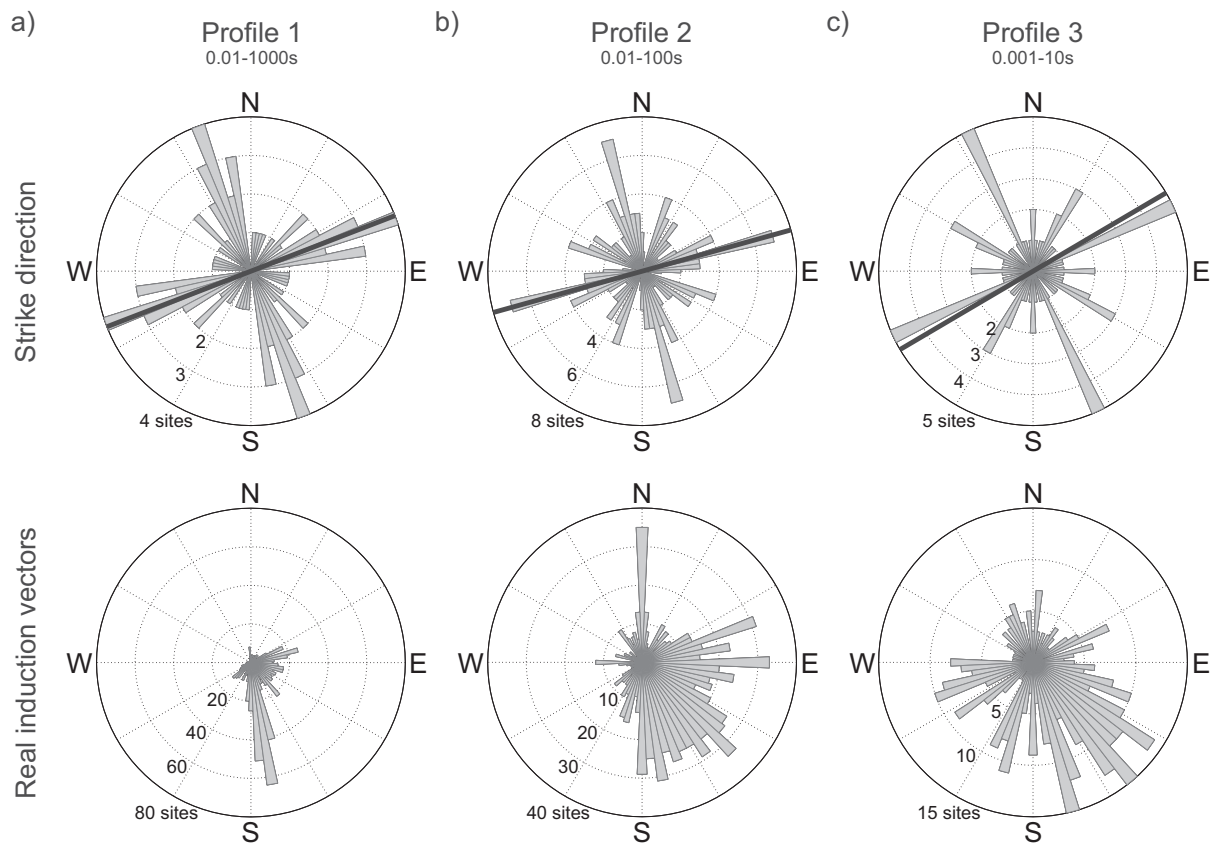 a)
Profile 1
0.01-1000s
b)
Profile 2
0.01-100s
c)
Profile 3
0.001-10s
Strike direction
N
W
E
S
2
3
4 sites
N
W
E
S
4
6
8 sites
N
W
E
S
2
3
4
5 sites
Real induction vectors
N
W
E
S
20
40
60
80 sites
N
W
E
S
10
20
30
40 sites
N
W
E
S
5
10
15 sites